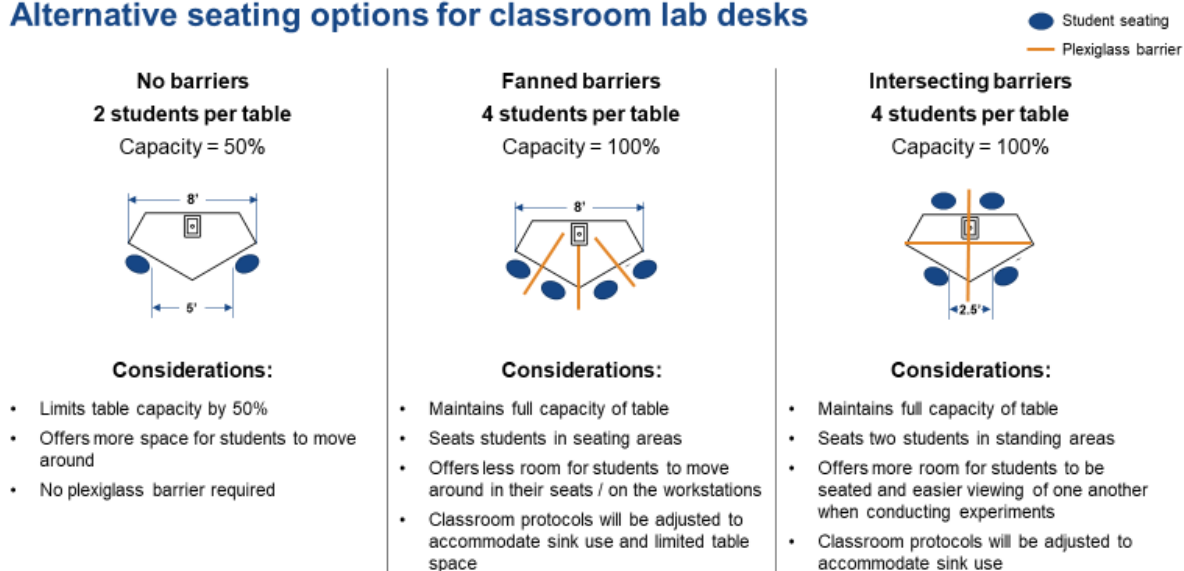 Alternative seating options for classroom lab desks
Student seating
Plexiglass barrier
No barriers
2 students per table
Capacity = 50%
8'
5'
Considerations:
• Limits table capacity by 50%
• Offers more space for students to move
around
• No plexiglass barrier required
Fanned barriers
4 students per table
Capacity = 100%
8'
Considerations:
• Maintains full capacity of table
• Seats students in seating areas
• Offers less room for students to move
around in their seats / on the workstations
• Classroom protocols will be adjusted to
accommodate sink use and limited table
space
Intersecting barriers
4 students per table
Capacity = 100%
2.5'
Considerations:
• Maintains full capacity of table
• Seats two students in standing areas
• Offers more room for students to be
seated and easier viewing of one another
when conducting experiments
• Classroom protocols will be adjusted to
accommodate sink use